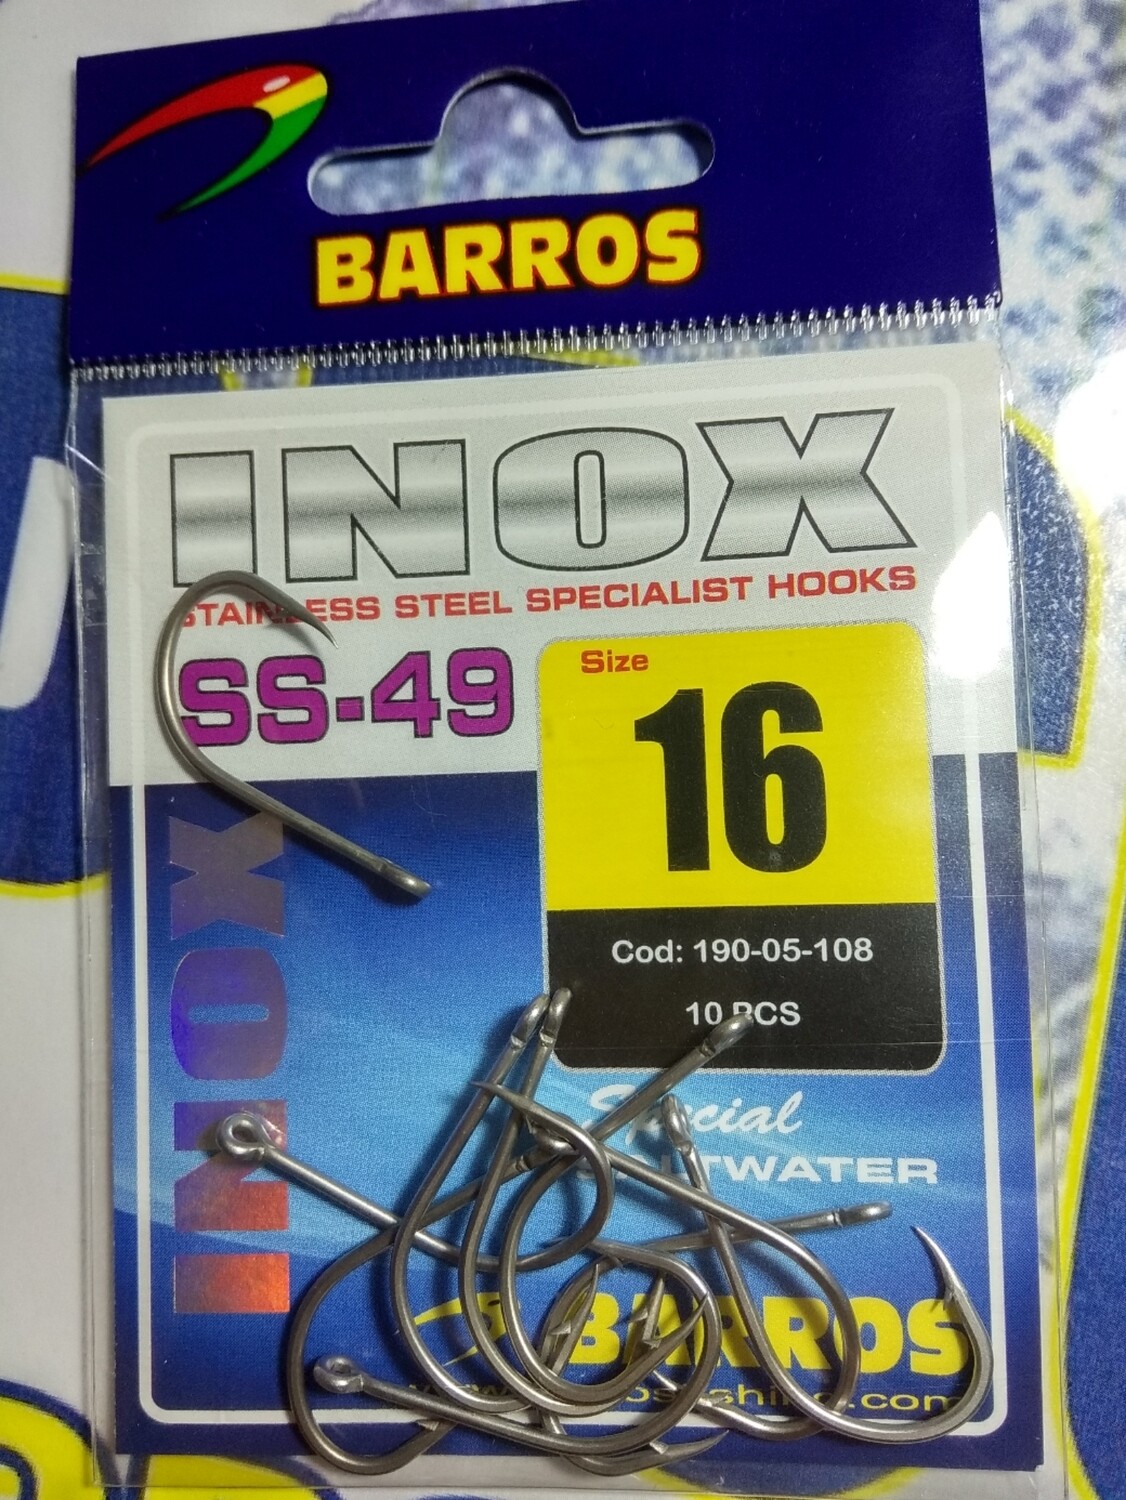 BARROS
INOX
STAINLESS STEEL SPECIALIST HOOKS
SS-49
Size
16
Cod: 190-05-108
10 PCS
INOX
Special
SALTWATER
BARROS